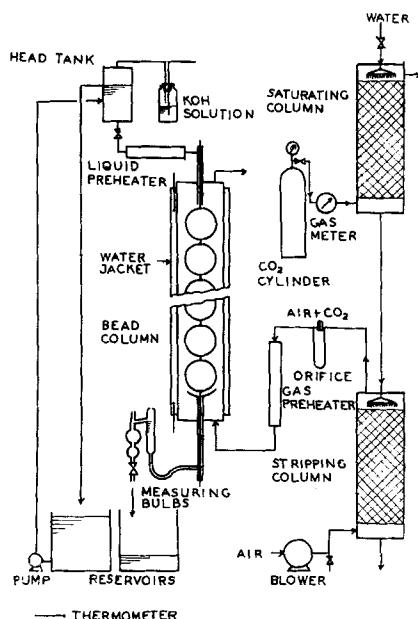 WATER
HEAD TANK
SATURATING
COLUMN
KOH
SOLUTION
LIQUID
PREHEATER
GAS
METER
WATER
JACKET
CO2
CYLINDER
AIR+CO2
BEAD
COLUMN
ORIFICE
GAS
PREHEATER
STRIPPING
COLUMN
MEASURING
BULBS
AIR
PUMP
RESERVOIRS
BLOWER
THERMOMETER